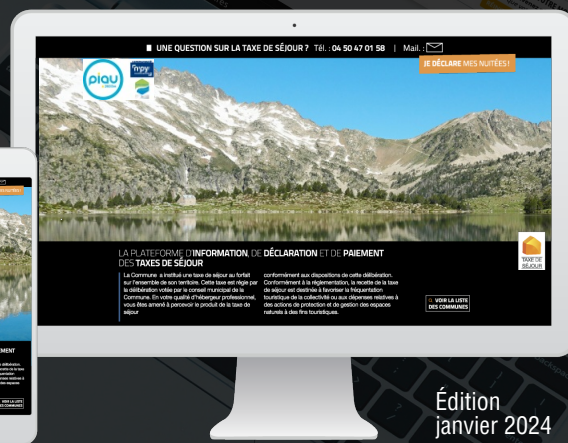 UNE QUESTION SUR LA TAXE DE SÉJOUR ? Tél. : 04 50 47 01 58 | Mail. :
JE DÉCLARE MES NUITÉES !
piau
n'py
LA PLATEFORME D'INFORMATION, DE DÉCLARATION ET DE PAIEMENT
DES TAXES DE SÉJOUR
La Commune a institué une taxe de séjour au forfait
sur l'ensemble de son territoire. Cette taxe est régie par
la délibération votée par le conseil municipal de la
Commune. En votre qualité d'hébergeur professionnel,
vous êtes amené à percevoir le produit de la taxe de
séjour
conformément aux dispositions de cette délibération.
Conformément à la réglementation, la recette de la taxe
de séjour est destinée à favoriser la fréquentation
touristique de la collectivité ou aux dépenses relatives à
des actions de protection et de gestion des espaces
naturels à des fins touristiques.
TAXE DE
SÉJOUR
VOIR LA LISTE
DES COMMUNES
Édition
janvier 2024